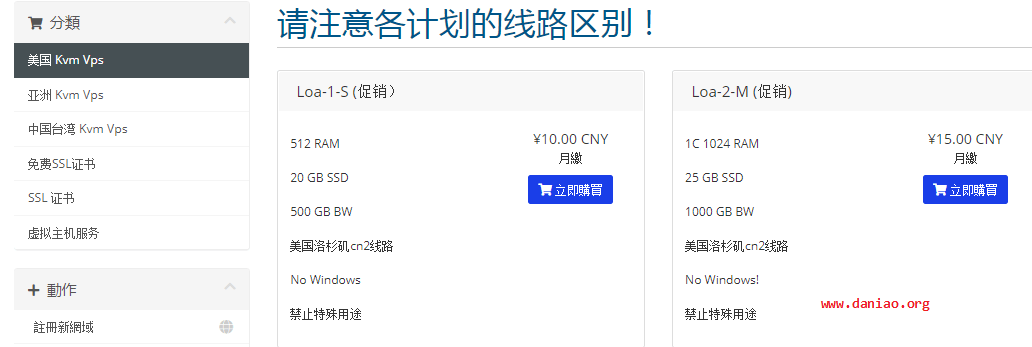 分類
美国 Kvm Vps
亚洲 Kvm Vps
中国台湾 Kvm Vps
免费SSL证书
SSL 证书
虚拟主机服务
動作
註冊新網域
请注意各计划的线路区别！
Loa-1-S (促销）
512 RAM
20 GB SSD
500 GB BW
美国洛杉矶cn2线路
No Windows
禁止特殊用途
¥10.00 CNY
月繳
立即購買
Loa-2-M (促销)
1C 1024 RAM
25 GB SSD
1000 GB BW
美国洛杉矶cn2线路
No Windows!
禁止特殊用途
¥15.00 CNY
月繳
立即購買
www.daniao.org